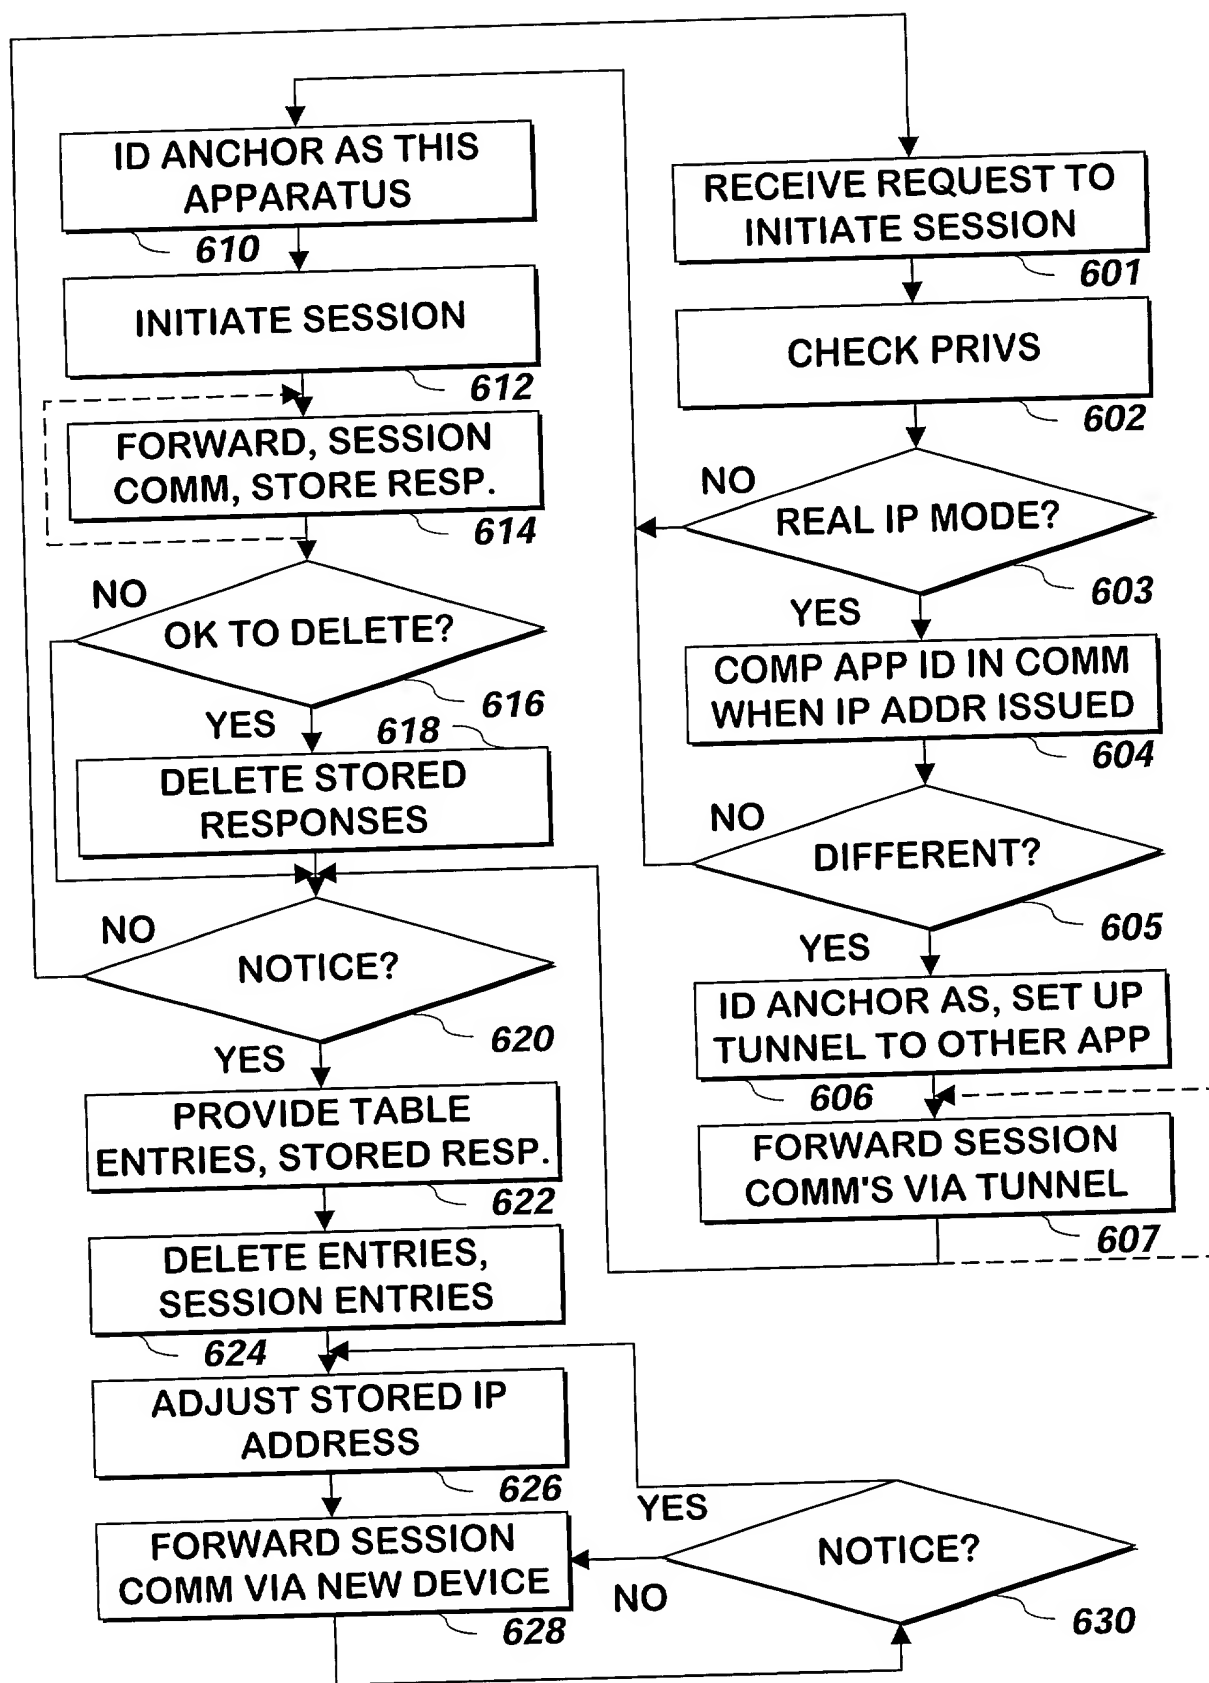 ID ANCHOR AS THIS
APPARATUS
610
INITIATE SESSION
612
FORWARD, SESSION
COMM, STORE RESP.
614
NO
OK TO DELETE?
616
YES
618
DELETE STORED
RESPONSES
NO
NOTICE?
620
YES
PROVIDE TABLE
ENTRIES, STORED RESP.
622
DELETE ENTRIES,
SESSION ENTRIES
624
ADJUST STORED IP
ADDRESS
626
FORWARD SESSION
COMM VIA NEW DEVICE
628
RECEIVE REQUEST TO
INITIATE SESSION
601
CHECK PRIVS
602
NO
REAL IP MODE?
603
YES
COMP APP ID IN COMM
WHEN IP ADDR ISSUED
604
NO
DIFFERENT?
605
YES
ID ANCHOR AS, SET UP
TUNNEL TO OTHER APP
606
FORWARD SESSION
COMM'S VIA TUNNEL
607
YES
NOTICE?
NO
630